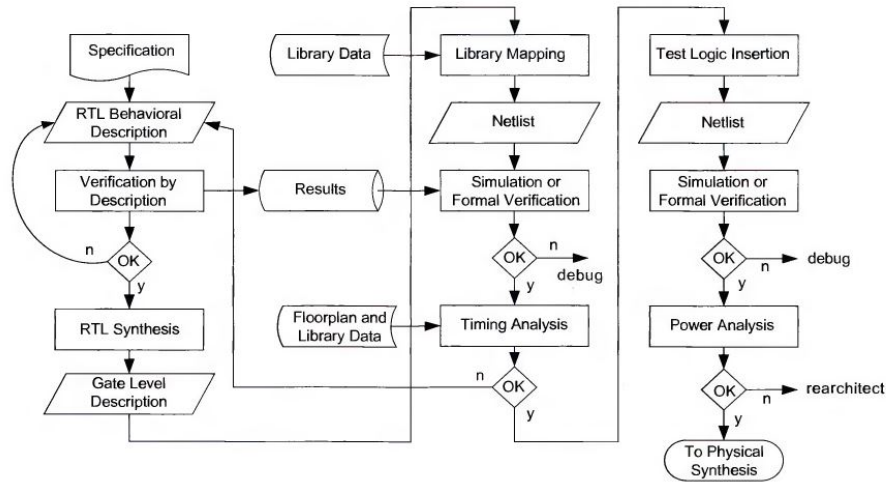 Specification
RTL Behavioral
Description
Verification by
Description
n
OK
y
RTL Synthesis
Gate Level
Description
Library Data
Library Mapping
Netlist
Results
Simulation or
Formal Verification
OK
n
debug
y
Floorplan and
Library Data
Timing Analysis
n
OK
y
Test Logic Insertion
Netlist
Simulation or
Formal Verification
OK
n
debug
y
Power Analysis
OK
n
rearchitect
y
To Physical
Synthesis